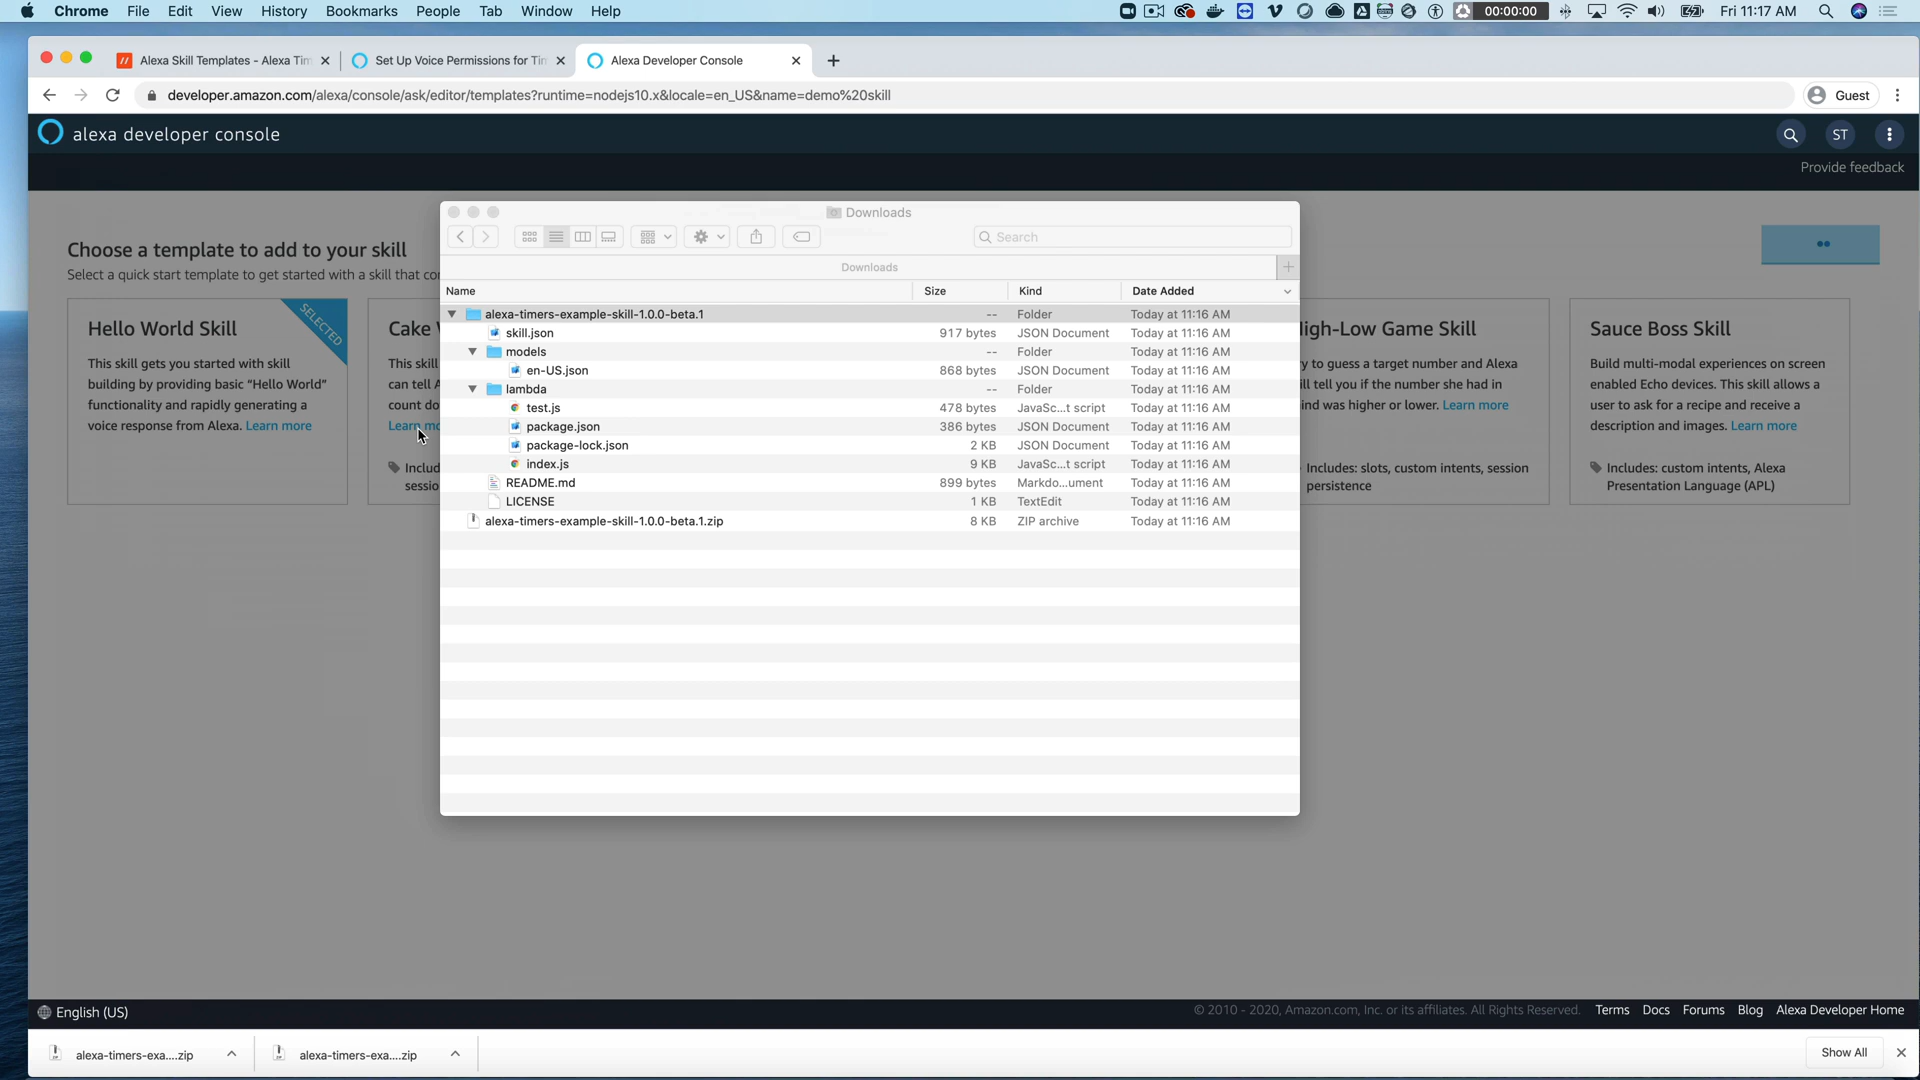 Chrome File Edit View History Bookmarks People Tab Window Help
00:00:00 Fri 11:17 AM
Alexa Skill Templates - Alexa Tim
Set Up Voice Permissions for Tim
Alexa Developer Console
developer.amazon.com/alexa/console/ask/editor/templates?runtime=nodejs10.x&locale=en_US&name=demo%20skill
Guest
alexa developer console
ST
Provide feedback
Choose a template to add to your skill
Select a quick start template to get started with a skill that co
Hello World Skill
SELECTED
This skill gets you started with skill
building by providing basic “Hello World”
functionality and rapidly generating a
voice response from Alexa. Learn more
Cake
This skill
can tell A
count do
Learn mo
Includ
sessio
Downloads
Search
Downloads
Name Size Kind Date Added
alexa-timers-example-skill-1.0.0-beta.1 -- Folder Today at 11:16 AM
skill.json 917 bytes JSON Document Today at 11:16 AM
models -- Folder Today at 11:16 AM
en-US.json 868 bytes JSON Document Today at 11:16 AM
lambda -- Folder Today at 11:16 AM
test.js 478 bytes JavaSc...t script Today at 11:16 AM
package.json 386 bytes JSON Document Today at 11:16 AM
package-lock.json 2 KB JSON Document Today at 11:16 AM
index.js 9 KB JavaSc...t script Today at 11:16 AM
README.md 899 bytes Markdo...ument Today at 11:16 AM
LICENSE 1 KB TextEdit Today at 11:16 AM
alexa-timers-example-skill-1.0.0-beta.1.zip 8 KB ZIP archive Today at 11:16 AM
igh-Low Game Skill
ry to guess a target number and Alexa
ill tell you if the number she had in
ind was higher or lower. Learn more
Includes: slots, custom intents, session
persistence
Sauce Boss Skill
Build multi-modal experiences on screen
enabled Echo devices. This skill allows a
user to ask for a recipe and receive a
description and images. Learn more
Includes: custom intents, Alexa
Presentation Language (APL)
English (US)
© 2010 - 2020, Amazon.com, Inc. or its affiliates. All Rights Reserved. Terms Docs Forums Blog Alexa Developer Home
alexa-timers-exa....zip
alexa-timers-exa....zip
Show All